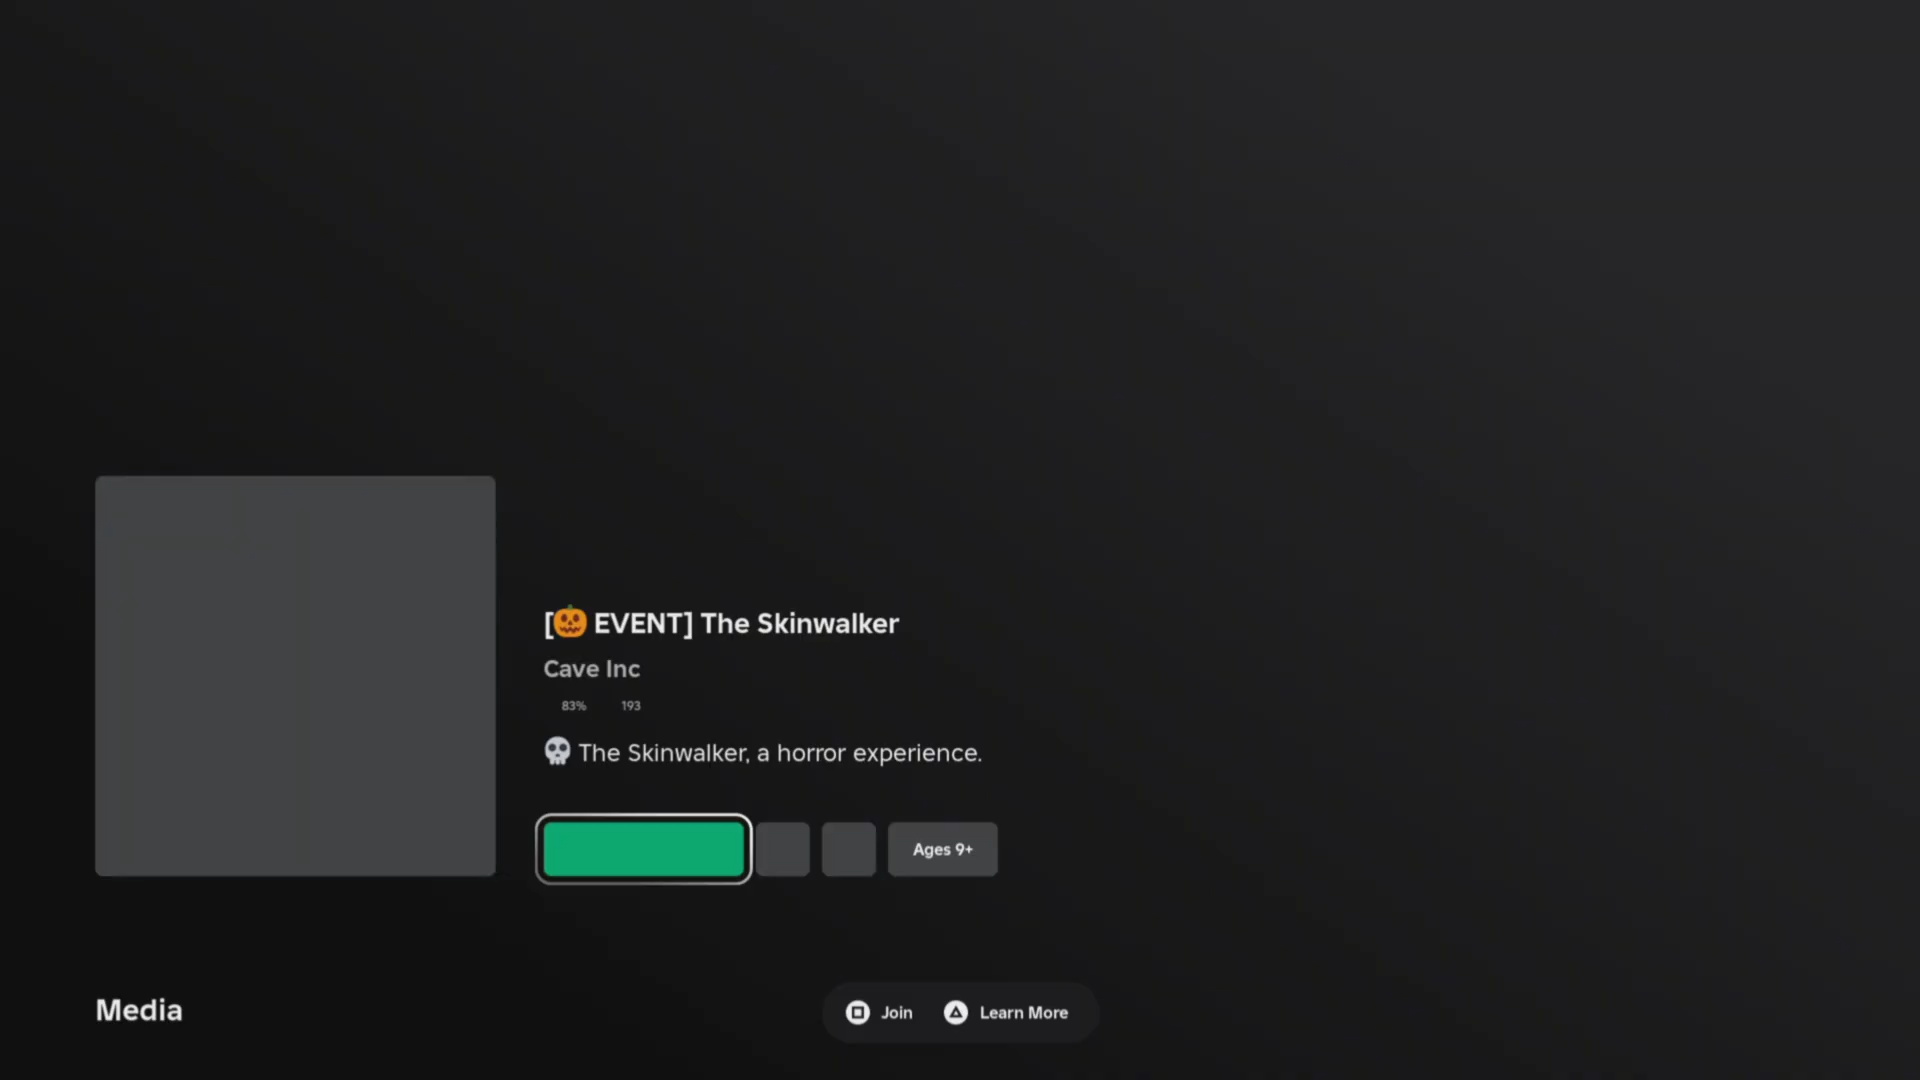 [🎃 EVENT] The Skinwalker
Cave Inc
83% 193
💀 The Skinwalker, a horror experience.
Ages 9+
Media
Join Learn More